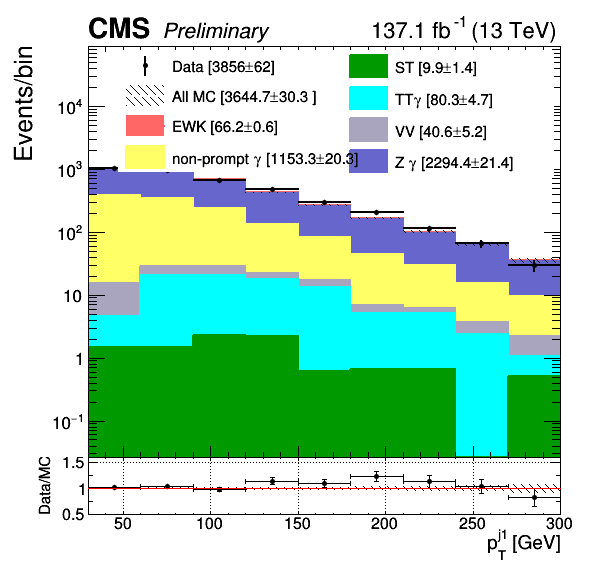 CMS Preliminary 137.1 fb⁻¹ (13 TeV)
Events/bin
Data [3856±62]
All MC [3644.7±30.3 ]
EWK [66.2±0.6]
non-prompt γ [1153.3±20.3]
ST [9.9±1.4]
TTγ [80.3±4.7]
VV [40.6±5.2]
Z γ [2294.4±21.4]
10⁴
10³
10²
10
1
10⁻¹
Data/MC
1.5
1
0.5
50 100 150 200 250 300
p_T^j1 [GeV]